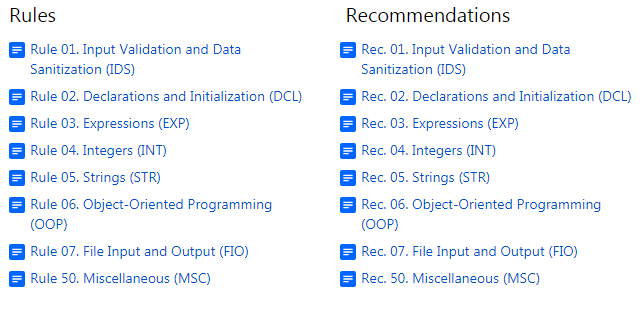 Rules
Rule 01. Input Validation and Data
Sanitization (IDS)
Rule 02. Declarations and Initialization (DCL)
Rule 03. Expressions (EXP)
Rule 04. Integers (INT)
Rule 05. Strings (STR)
Rule 06. Object-Oriented Programming
(OOP)
Rule 07. File Input and Output (FIO)
Rule 50. Miscellaneous (MSC)
Recommendations
Rec. 01. Input Validation and Data
Sanitization (IDS)
Rec. 02. Declarations and Initialization (DCL)
Rec. 03. Expressions (EXP)
Rec. 04. Integers (INT)
Rec. 05. Strings (STR)
Rec. 06. Object-Oriented Programming
(OOP)
Rec. 07. File Input and Output (FIO)
Rec. 50. Miscellaneous (MSC)